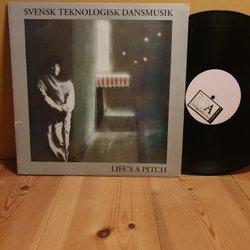 SVENSK TEKNOLOGISK DANSMUSIK
LIFE'S A PITCH
A